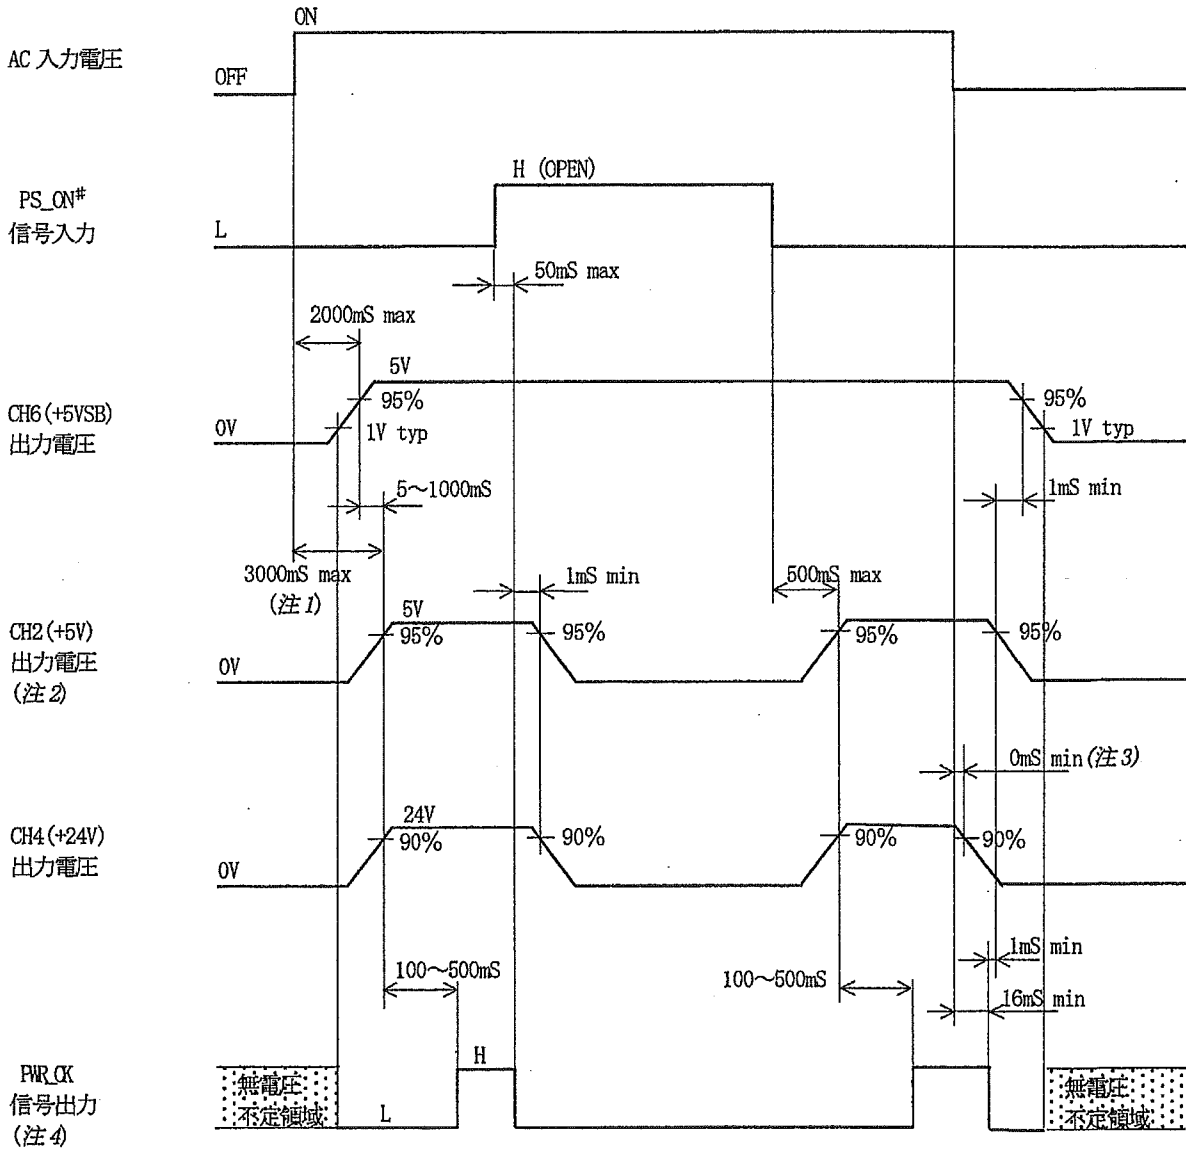 ON
AC 入力電圧
OFF
H (OPEN)
PS_ON#
信号入力
L
50mS max
2000mS max
5V
95%
95%
CH6(+5VSB)
出力電圧
0V
1V typ
1V typ
5～1000mS
1mS min
3000mS max
(注1)
1mS min
500mS max
5V
CH2(+5V)
出力電圧
(注2)
95%
95%
95%
95%
0V
0mS min(注3)
24V
CH4(+24V)
出力電圧
90%
90%
90%
90%
0V
1mS min
100～500mS
100～500mS
16mS min
H
PWR_OK
信号出力
(注4)
無電圧
不定領域
L
無電圧
不定領域